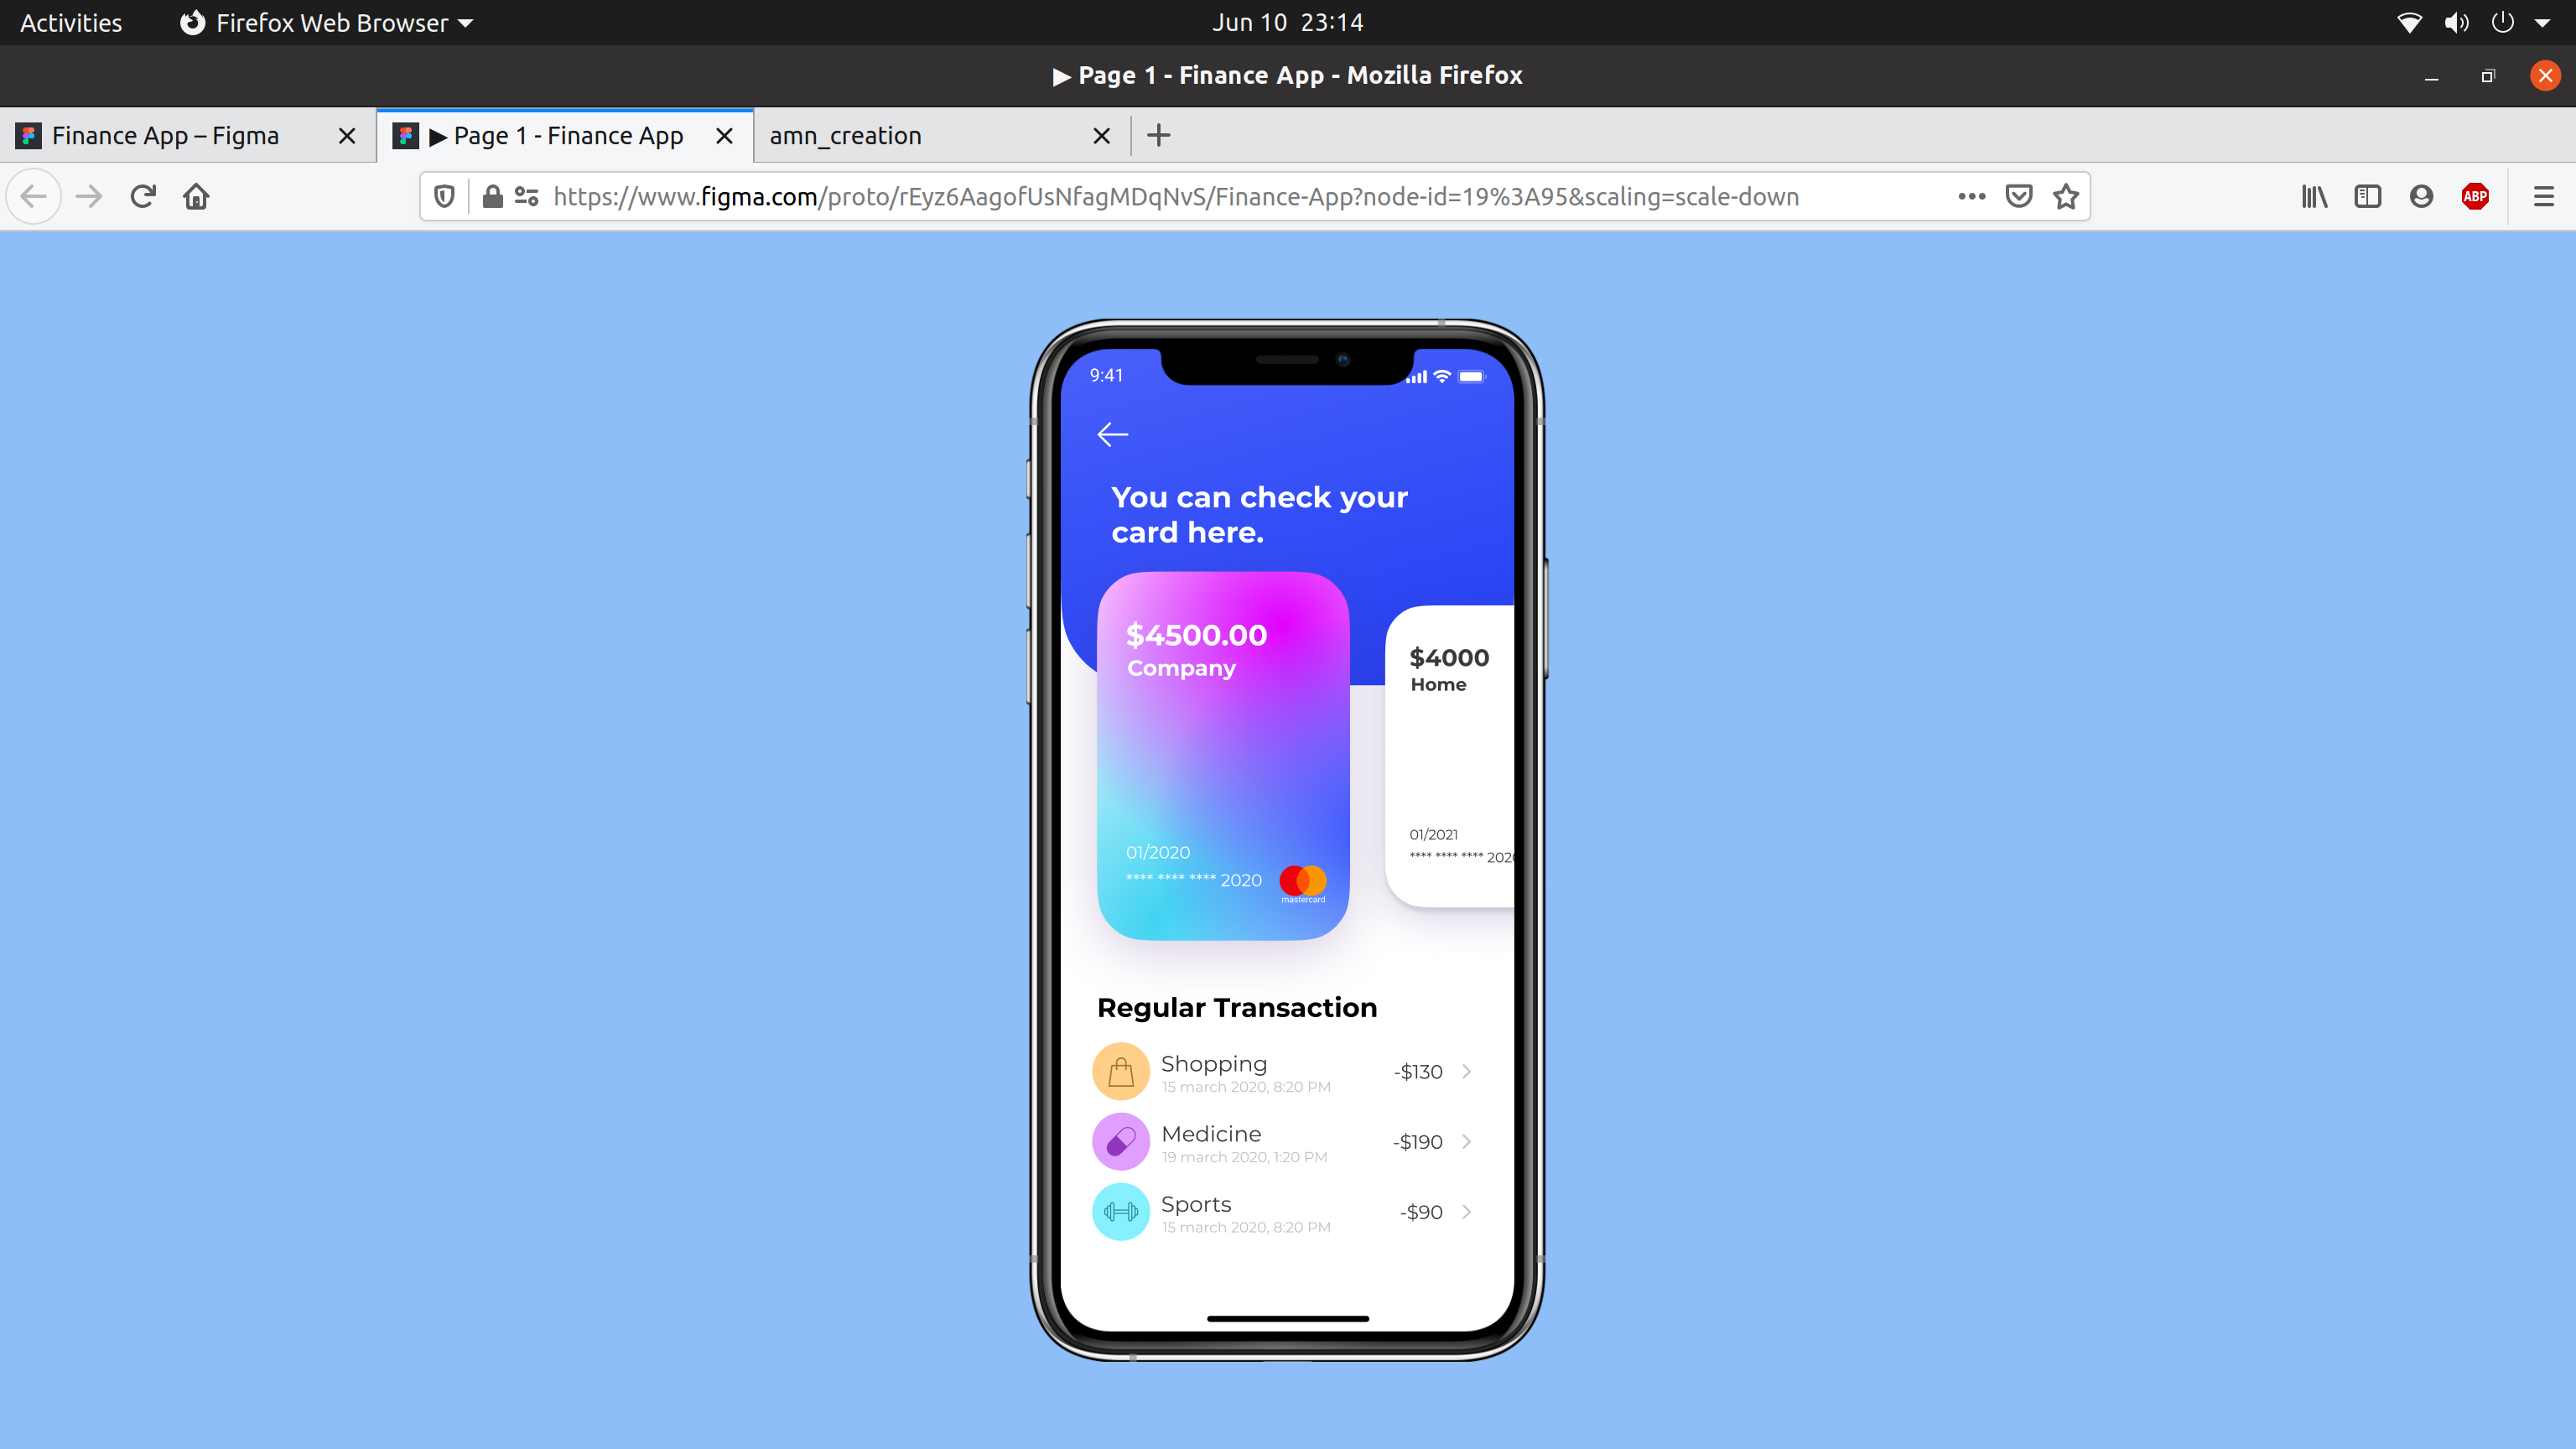 Activities
Firefox Web Browser
Jun 10 23:14
▶ Page 1 - Finance App - Mozilla Firefox
Finance App – Figma
▶ Page 1 - Finance App
amn_creation
https://www.figma.com/proto/rEyz6AagofUsNfagMDqNvS/Finance-App?node-id=19%3A95&scaling=scale-down
ABP
9:41
You can check your
card here.
$4500.00
Company
01/2020
**** **** **** 2020
mastercard
$4000
Home
01/2021
**** **** **** 2020
Regular Transaction
Shopping
15 march 2020, 8:20 PM
-$130
Medicine
19 march 2020, 1:20 PM
-$190
Sports
15 march 2020, 8:20 PM
-$90